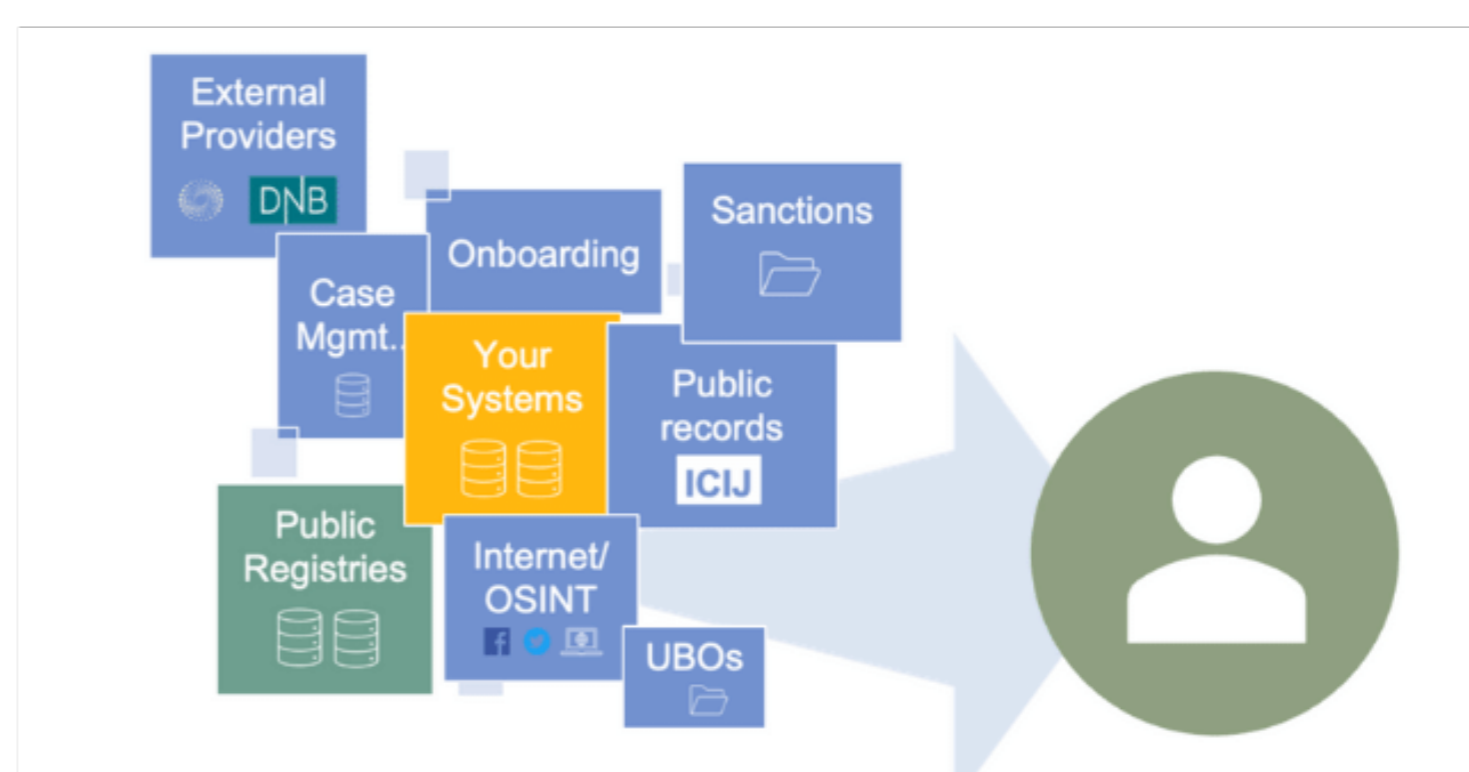 External
Providers
DNB
Onboarding
Sanctions
Case
Mgmt..
Your
Systems
Public
records
ICIJ
Public
Registries
Internet/
OSINT
UBOs